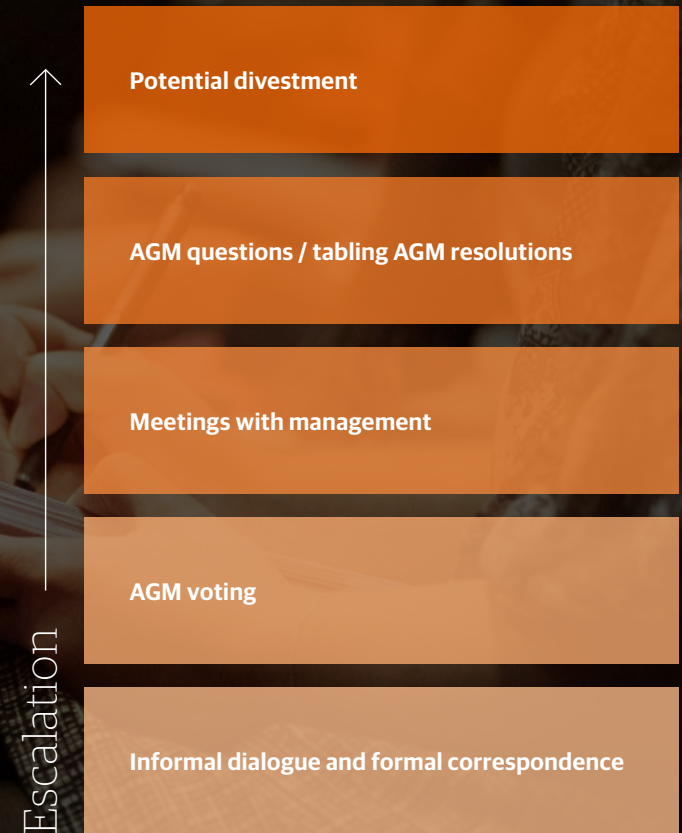 Potential divestment
AGM questions / tabling AGM resolutions
Meetings with management
AGM voting
Informal dialogue and formal correspondence
Escalation